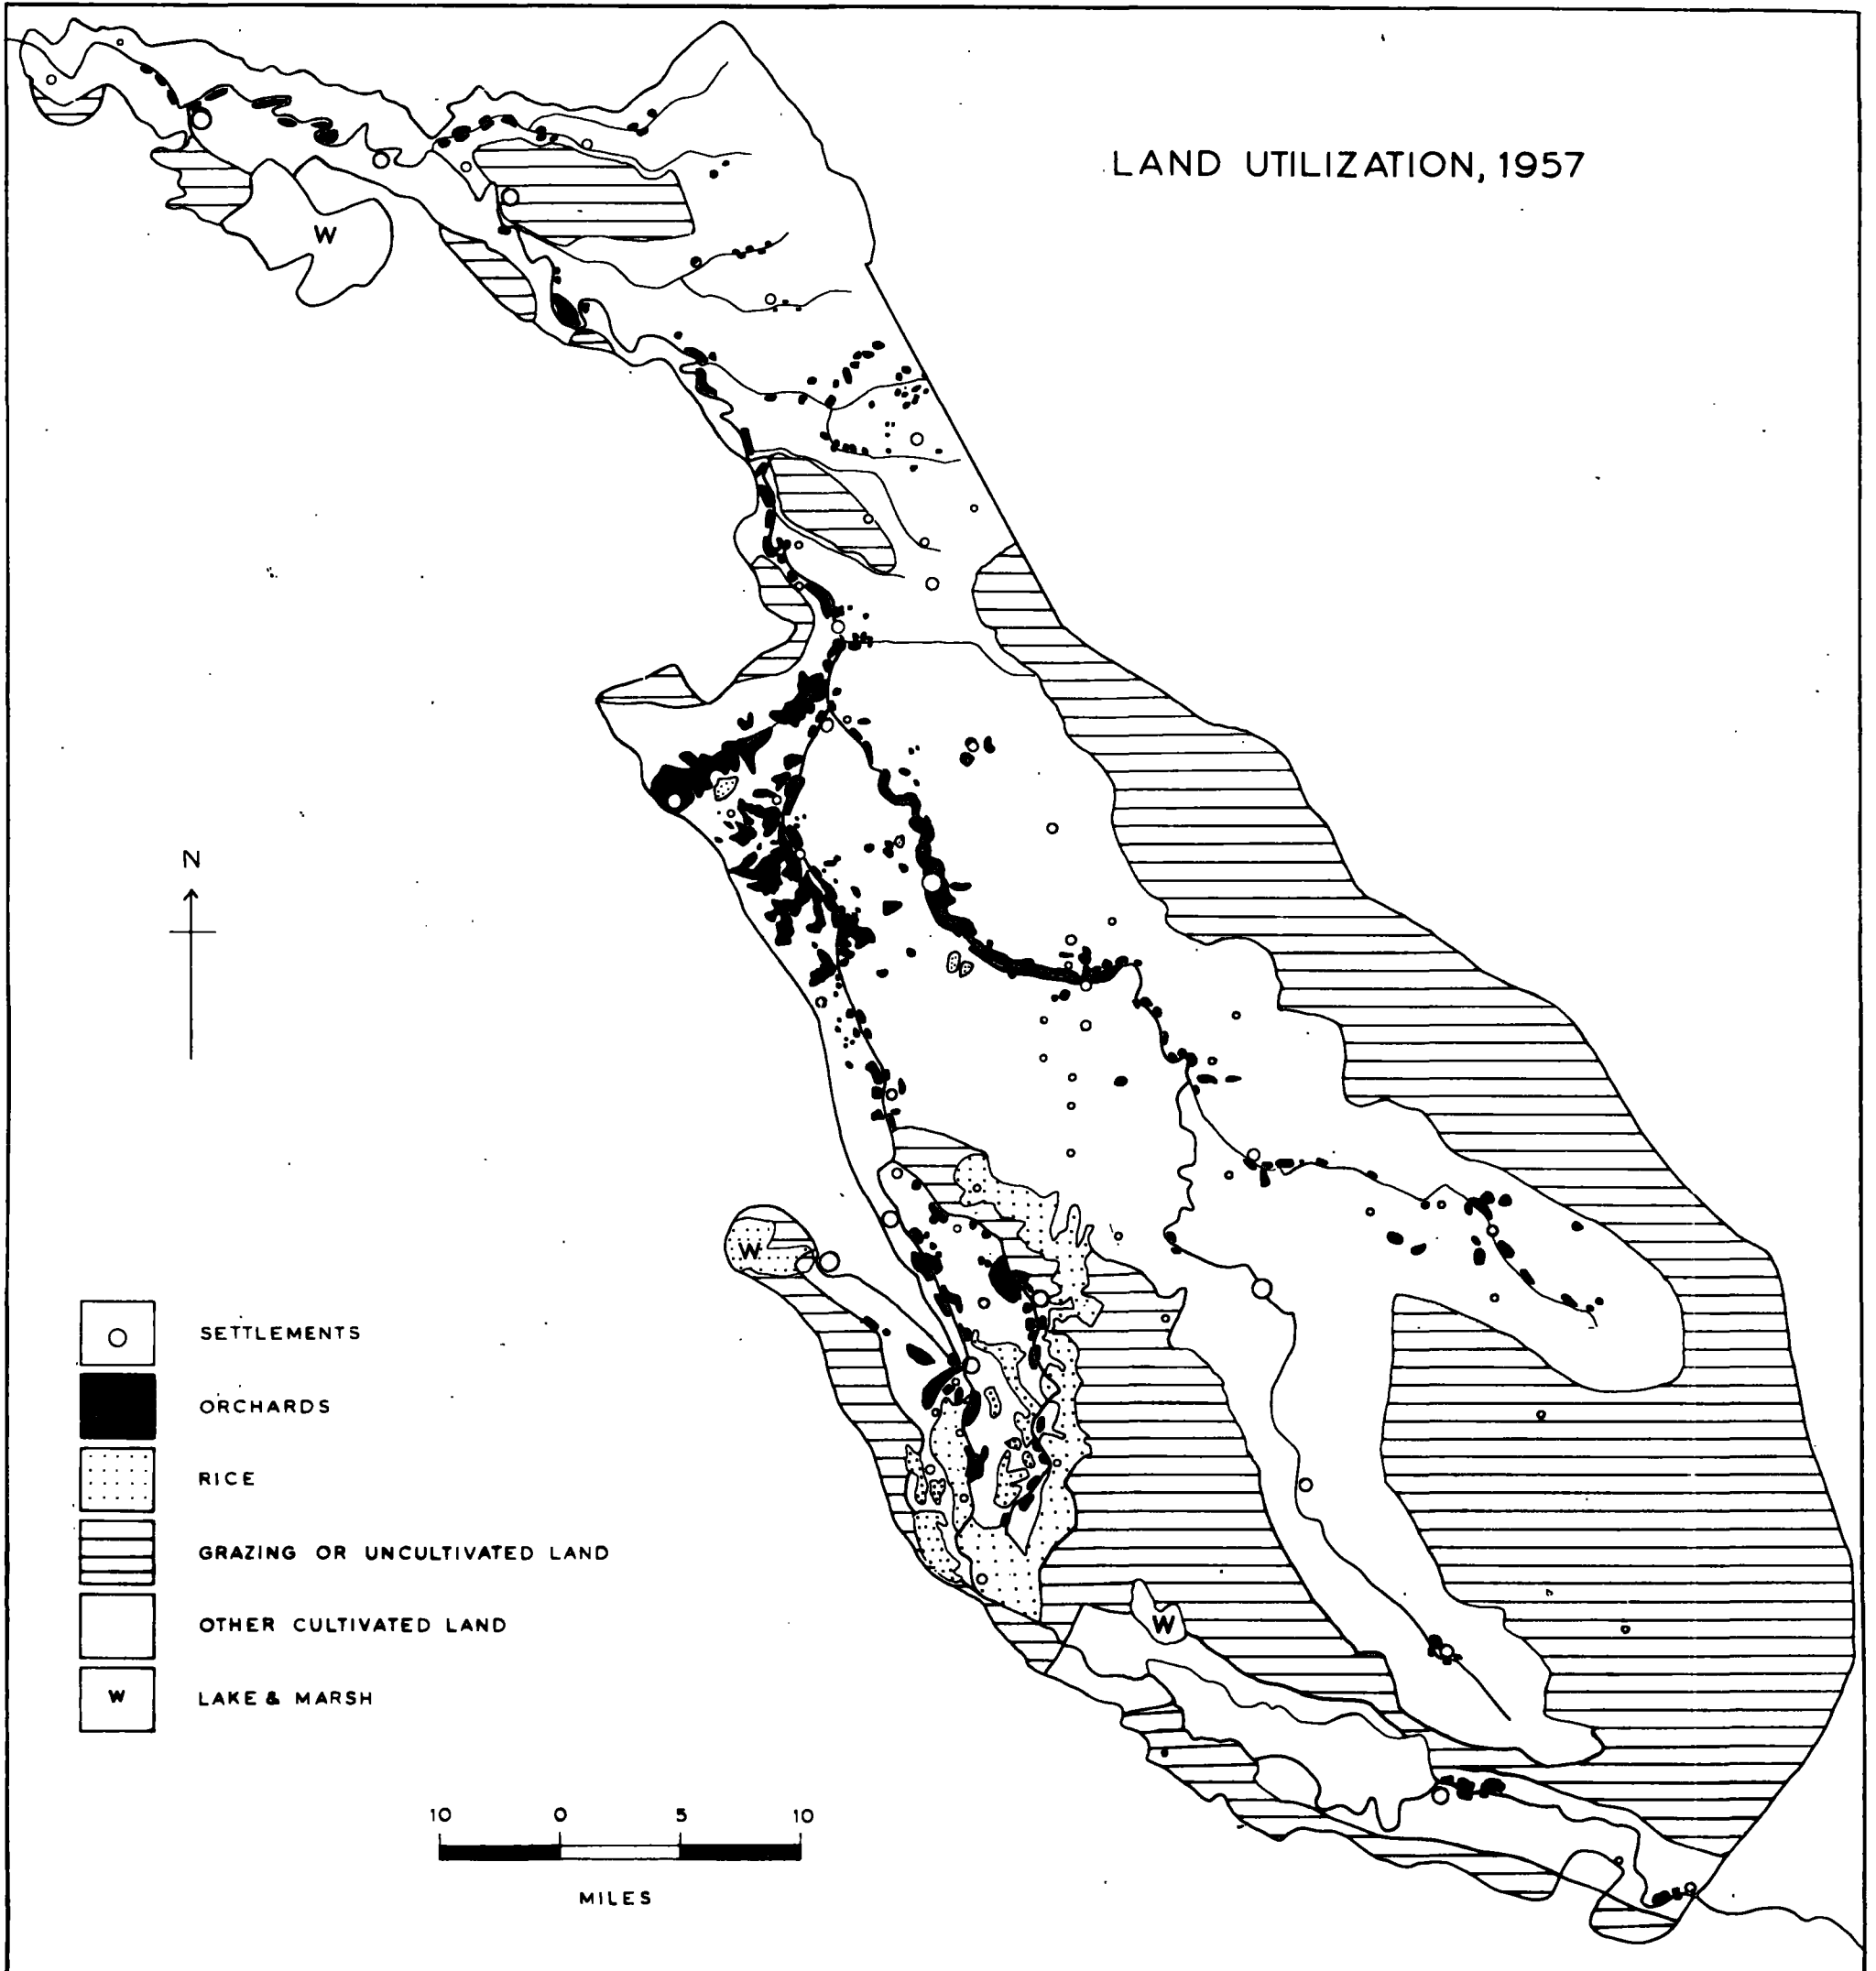 LAND UTILIZATION, 1957
W
N
W
SETTLEMENTS
ORCHARDS
RICE
GRAZING OR UNCULTIVATED LAND
OTHER CULTIVATED LAND
W
W LAKE & MARSH
10 0 5 10
MILES